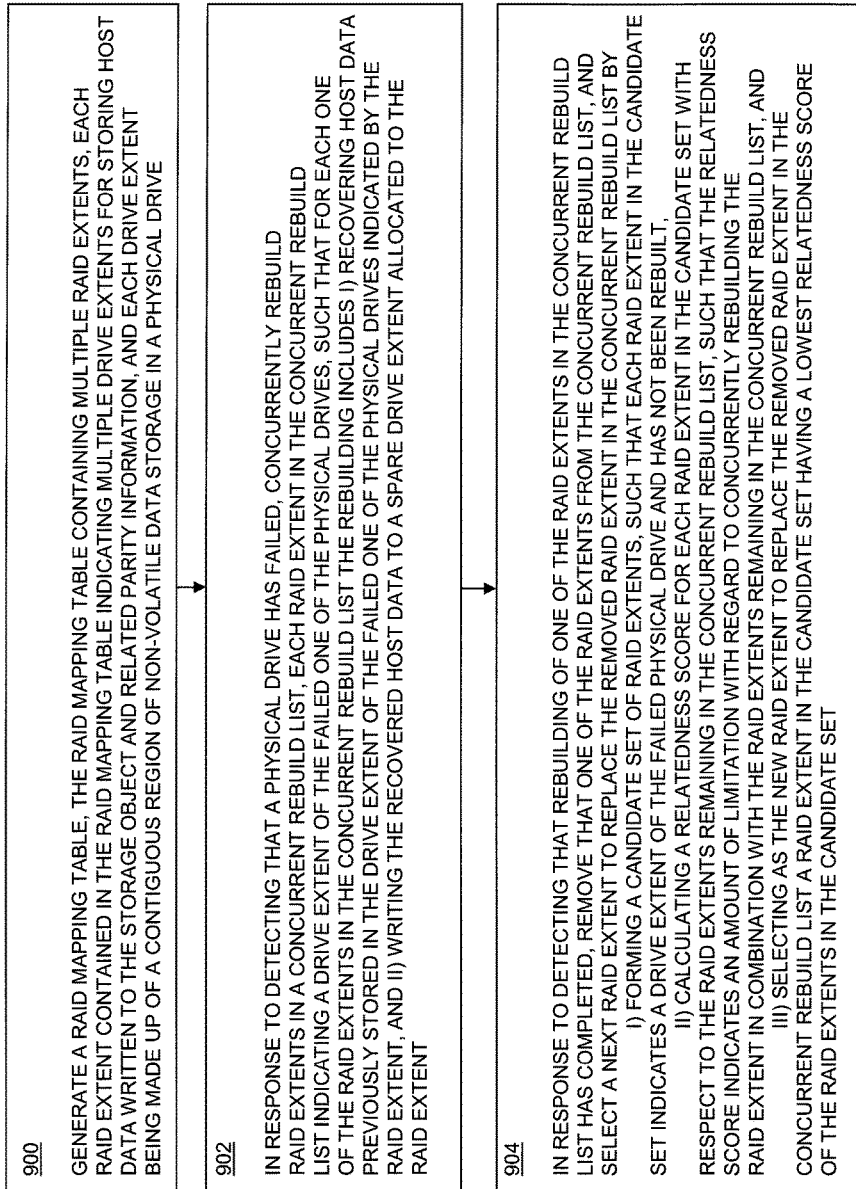 900
GENERATE A RAID MAPPING TABLE, THE RAID MAPPING TABLE CONTAINING MULTIPLE RAID EXTENTS, EACH
RAID EXTENT CONTAINED IN THE RAID MAPPING TABLE INDICATING MULTIPLE DRIVE EXTENTS FOR STORING HOST
DATA WRITTEN TO THE STORAGE OBJECT AND RELATED PARITY INFORMATION, AND EACH DRIVE EXTENT
BEING MADE UP OF A CONTIGUOUS REGION OF NON-VOLATILE DATA STORAGE IN A PHYSICAL DRIVE
902
IN RESPONSE TO DETECTING THAT A PHYSICAL DRIVE HAS FAILED, CONCURRENTLY REBUILD
RAID EXTENTS IN A CONCURRENT REBUILD LIST, EACH RAID EXTENT IN THE CONCURRENT REBUILD
LIST INDICATING A DRIVE EXTENT OF THE FAILED ONE OF THE PHYSICAL DRIVES, SUCH THAT FOR EACH ONE
OF THE RAID EXTENTS IN THE CONCURRENT REBUILD LIST THE REBUILDING INCLUDES I) RECOVERING HOST DATA
PREVIOUSLY STORED IN THE DRIVE EXTENT OF THE FAILED ONE OF THE PHYSICAL DRIVES INDICATED BY THE
RAID EXTENT, AND II) WRITING THE RECOVERED HOST DATA TO A SPARE DRIVE EXTENT ALLOCATED TO THE
RAID EXTENT
904
IN RESPONSE TO DETECTING THAT REBUILDING OF ONE OF THE RAID EXTENTS IN THE CONCURRENT REBUILD
LIST HAS COMPLETED, REMOVE THAT ONE OF THE RAID EXTENTS FROM THE CONCURRENT REBUILD LIST, AND
SELECT A NEXT RAID EXTENT TO REPLACE THE REMOVED RAID EXTENT IN THE CONCURRENT REBUILD LIST BY
I) FORMING A CANDIDATE SET OF RAID EXTENTS, SUCH THAT EACH RAID EXTENT IN THE CANDIDATE
SET INDICATES A DRIVE EXTENT OF THE FAILED PHYSICAL DRIVE AND HAS NOT BEEN REBUILT,
II) CALCULATING A RELATEDNESS SCORE FOR EACH RAID EXTENT IN THE CANDIDATE SET WITH
RESPECT TO THE RAID EXTENTS REMAINING IN THE CONCURRENT REBUILD LIST, SUCH THAT THE RELATEDNESS
SCORE INDICATES AN AMOUNT OF LIMITATION WITH REGARD TO CONCURRENTLY REBUILDING THE
RAID EXTENT IN COMBINATION WITH THE RAID EXTENTS REMAINING IN THE CONCURRENT REBUILD LIST, AND
III) SELECTING AS THE NEW RAID EXTENT TO REPLACE THE REMOVED RAID EXTENT IN THE
CONCURRENT REBUILD LIST A RAID EXTENT IN THE CANDIDATE SET HAVING A LOWEST RELATEDNESS SCORE
OF THE RAID EXTENTS IN THE CANDIDATE SET